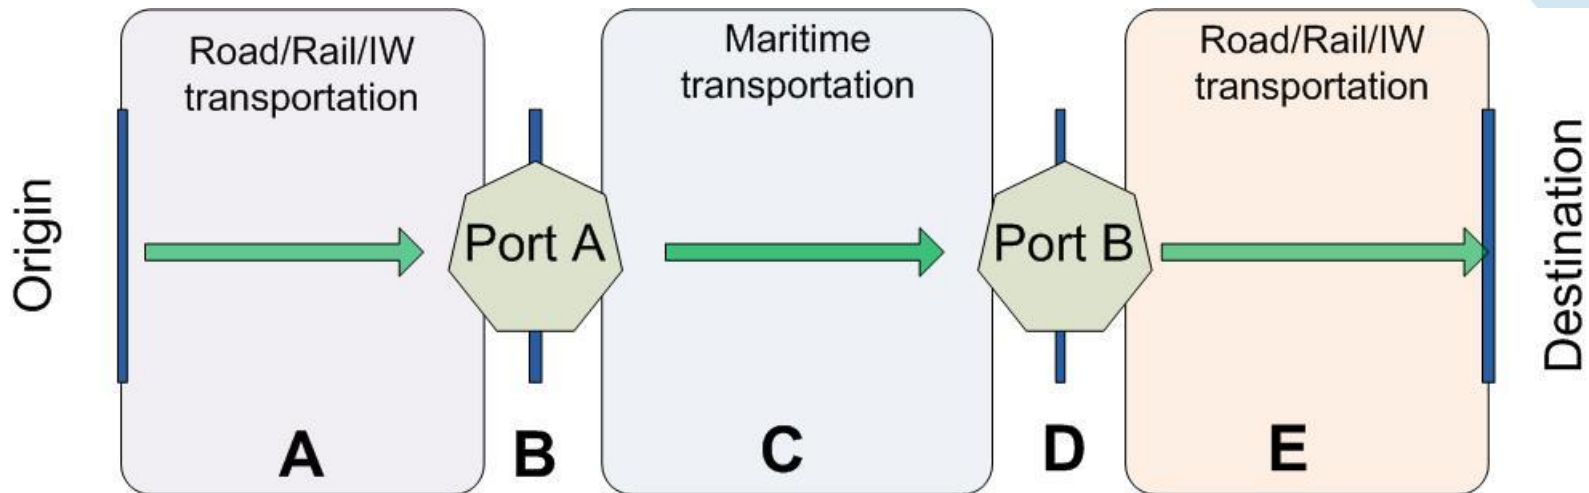 Origin
Road/Rail/IW
transportation
A
Port A
B
Maritime
transportation
C
Port B
D
Road/Rail/IW
transportation
E
Destination